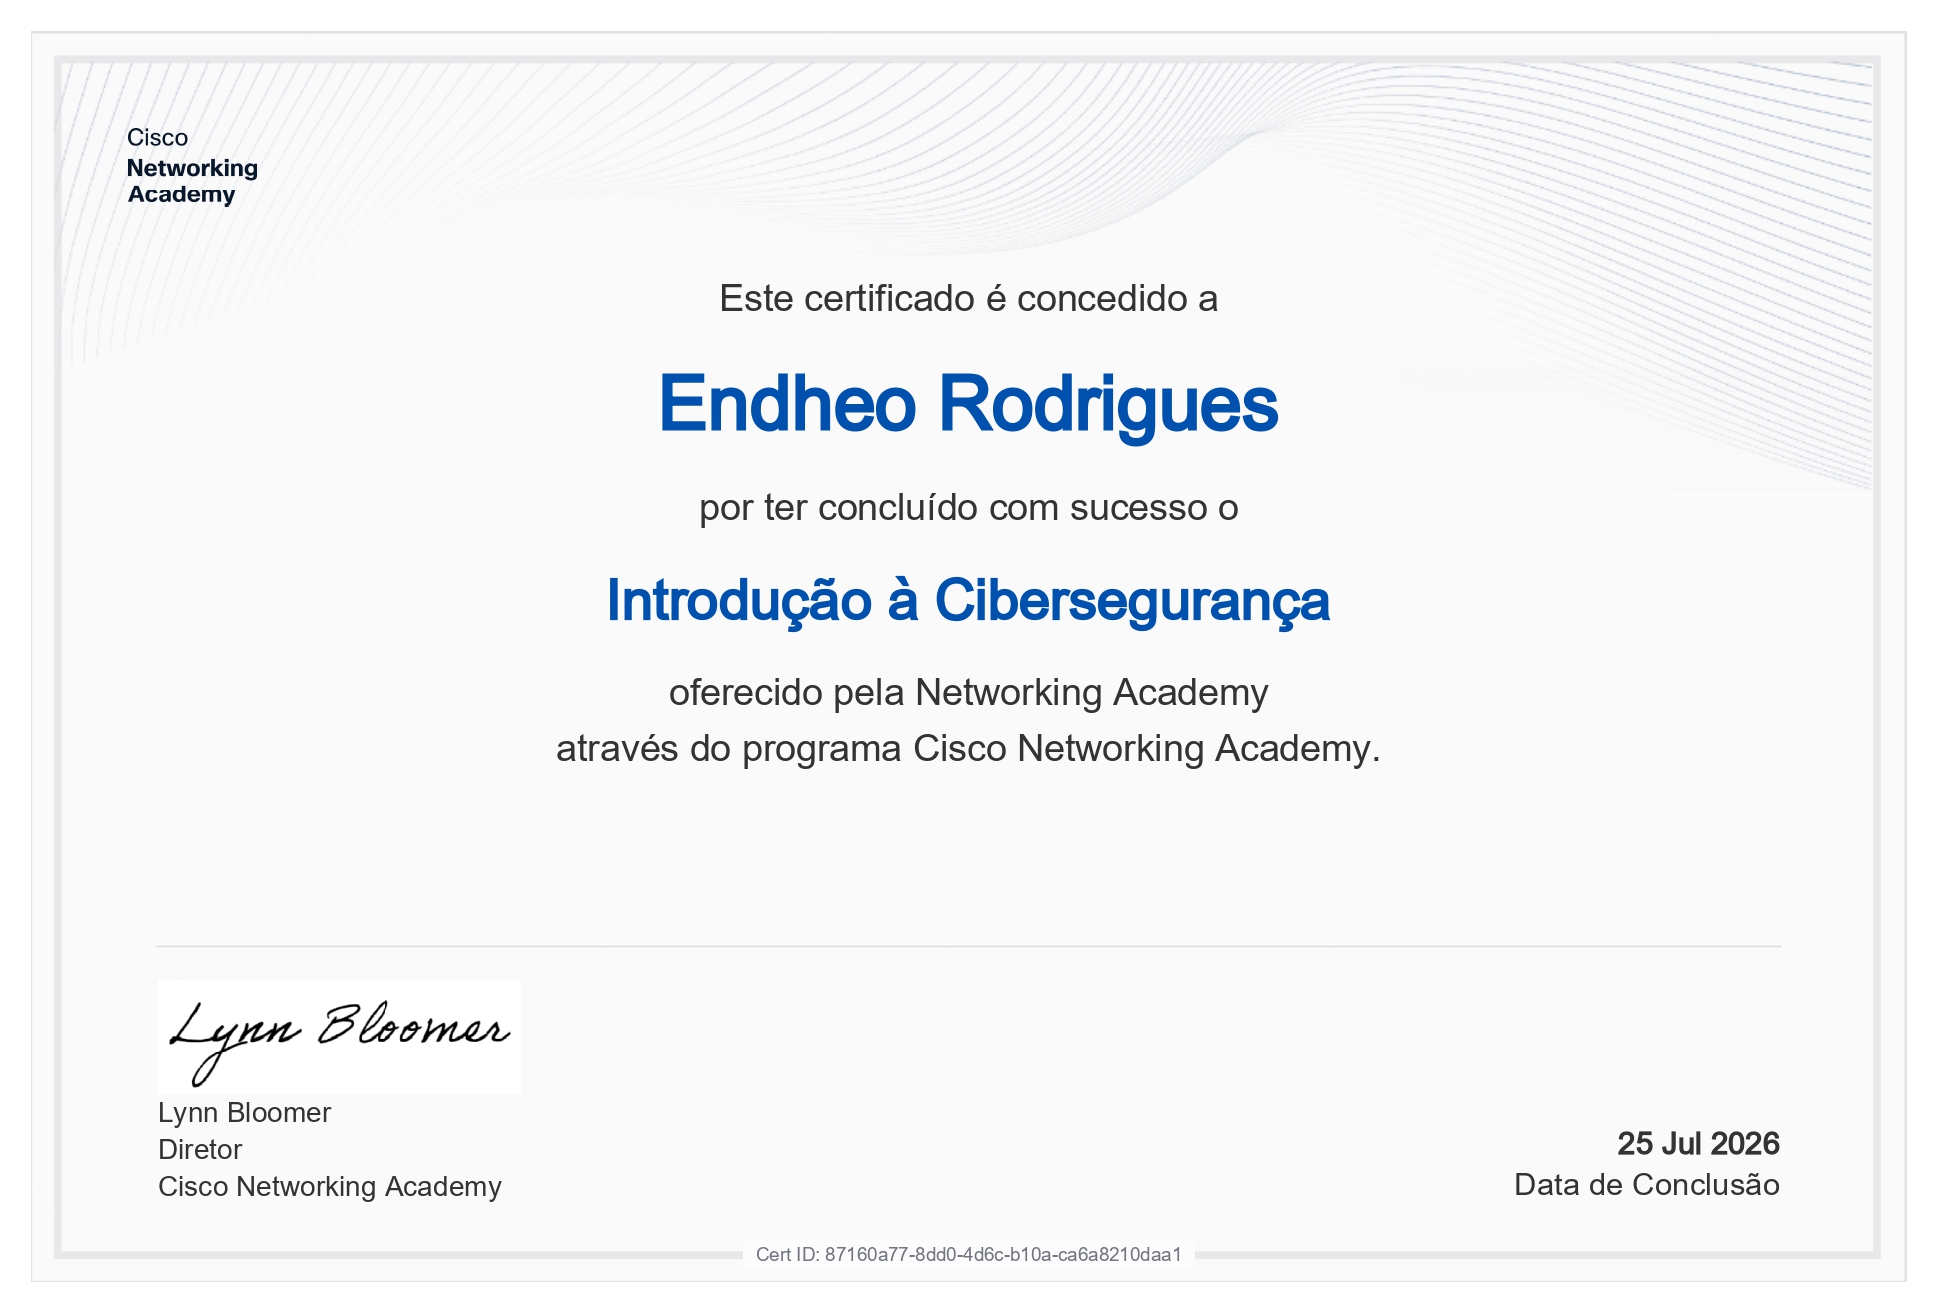 Cisco
Networking
Academy
Este certificado é concedido a
Endheo Rodrigues
por ter concluído com sucesso o
Introdução à Cibersegurança
oferecido pela Networking Academy
através do programa Cisco Networking Academy.
Lynn Bloomer
Lynn Bloomer
Diretor
Cisco Networking Academy
25 Jul 2026
Data de Conclusão
Cert ID: 87160a77-8dd0-4d6c-b10a-ca6a8210daa1